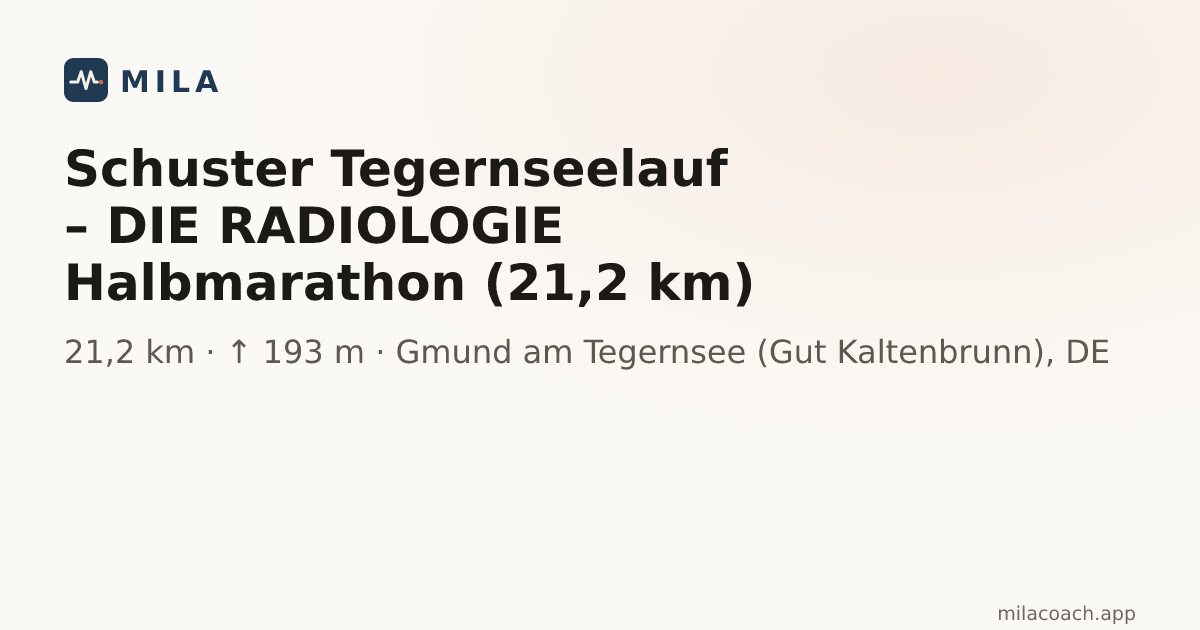 MILA
Schuster Tegernseelauf
– DIE RADIOLOGIE
Halbmarathon (21,2 km)
21,2 km · ↑ 193 m · Gmund am Tegernsee (Gut Kaltenbrunn), DE
milacoach.app